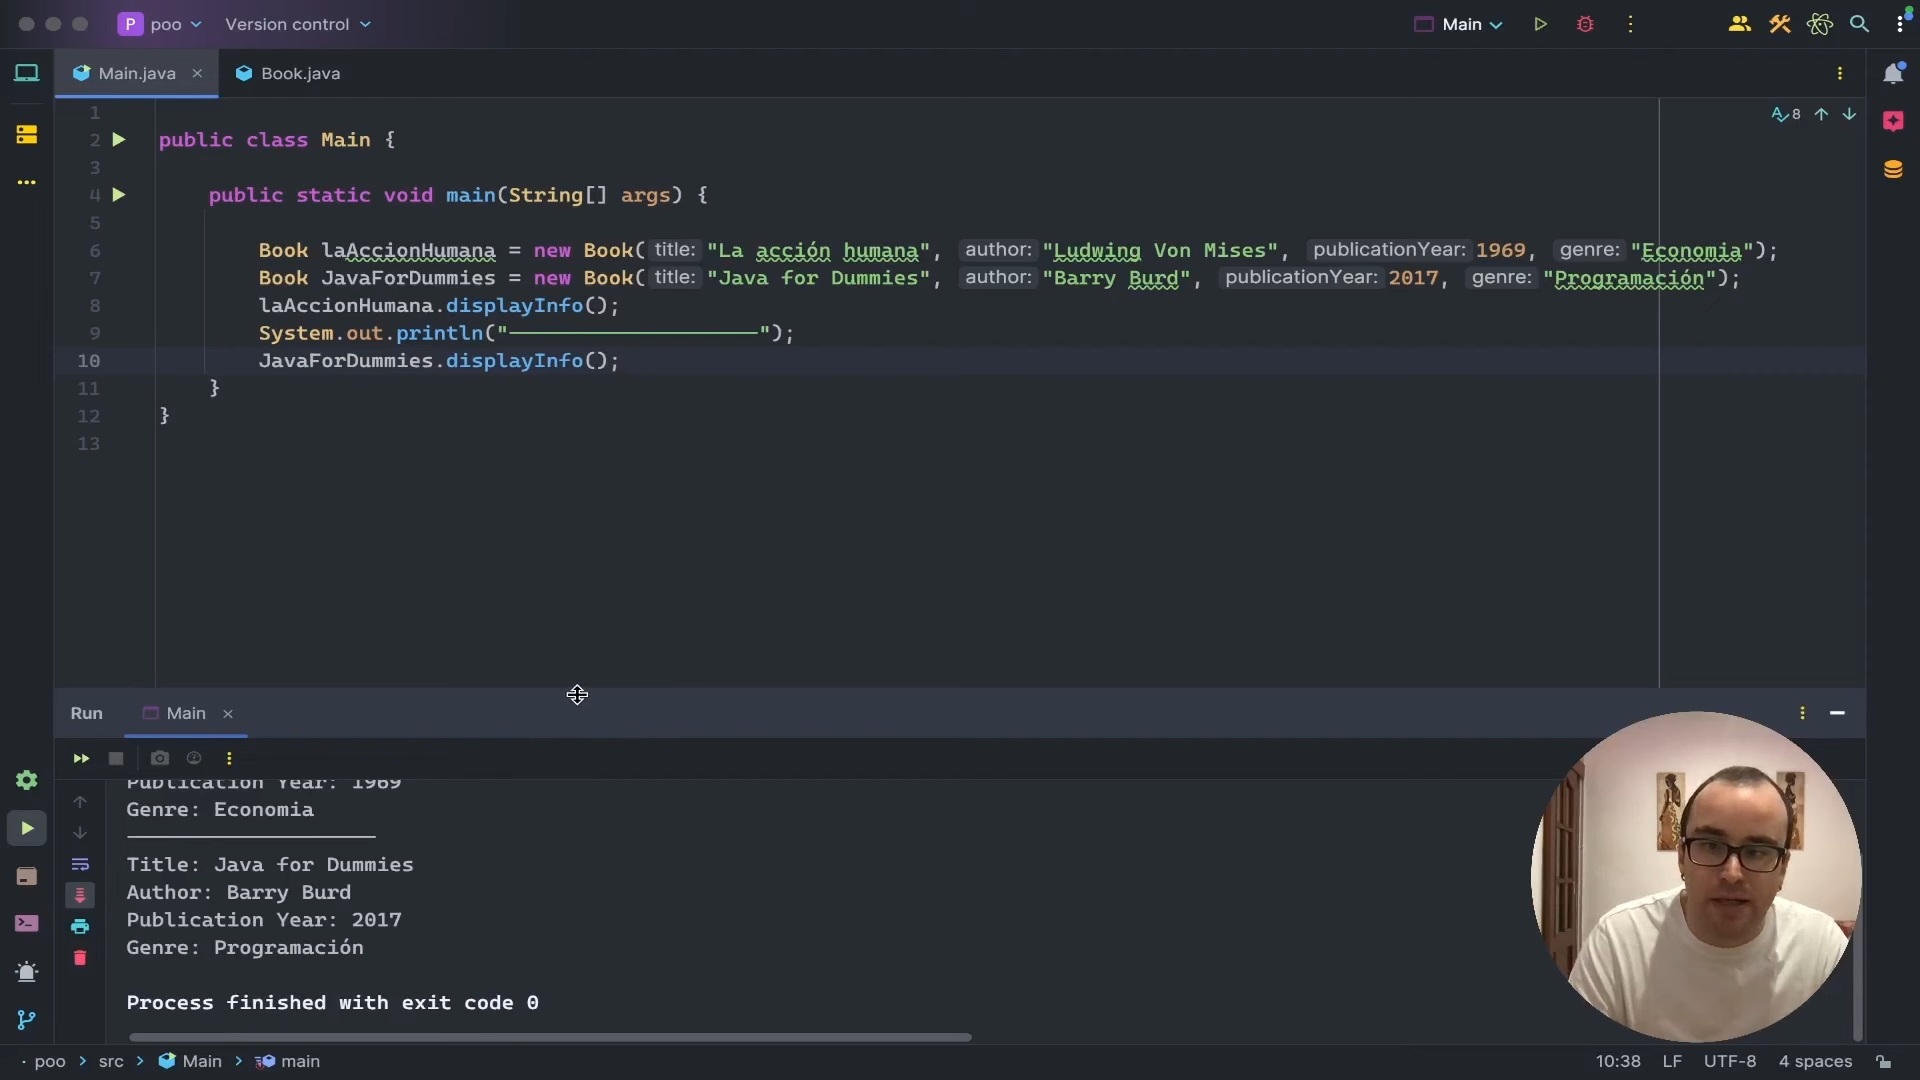 P poo Version control Main
Main.java Book.java
8
1
2 public class Main {
3
4 public static void main(String[] args) {
5
6 Book laAccionHumana = new Book( title: "La acción humana", author: "Ludwing Von Mises", publicationYear: 1969, genre: "Economia");
7 Book JavaForDummies = new Book( title: "Java for Dummies", author: "Barry Burd", publicationYear: 2017, genre: "Programación");
8 laAccionHumana.displayInfo();
9 System.out.println("————————————————————");
10 JavaForDummies.displayInfo();
11 }
12 }
13
Run Main
Publication Year: 1969
Genre: Economia
————————————————————
Title: Java for Dummies
Author: Barry Burd
Publication Year: 2017
Genre: Programación
Process finished with exit code 0
poo > src > Main > main 10:38 LF UTF-8 4 spaces